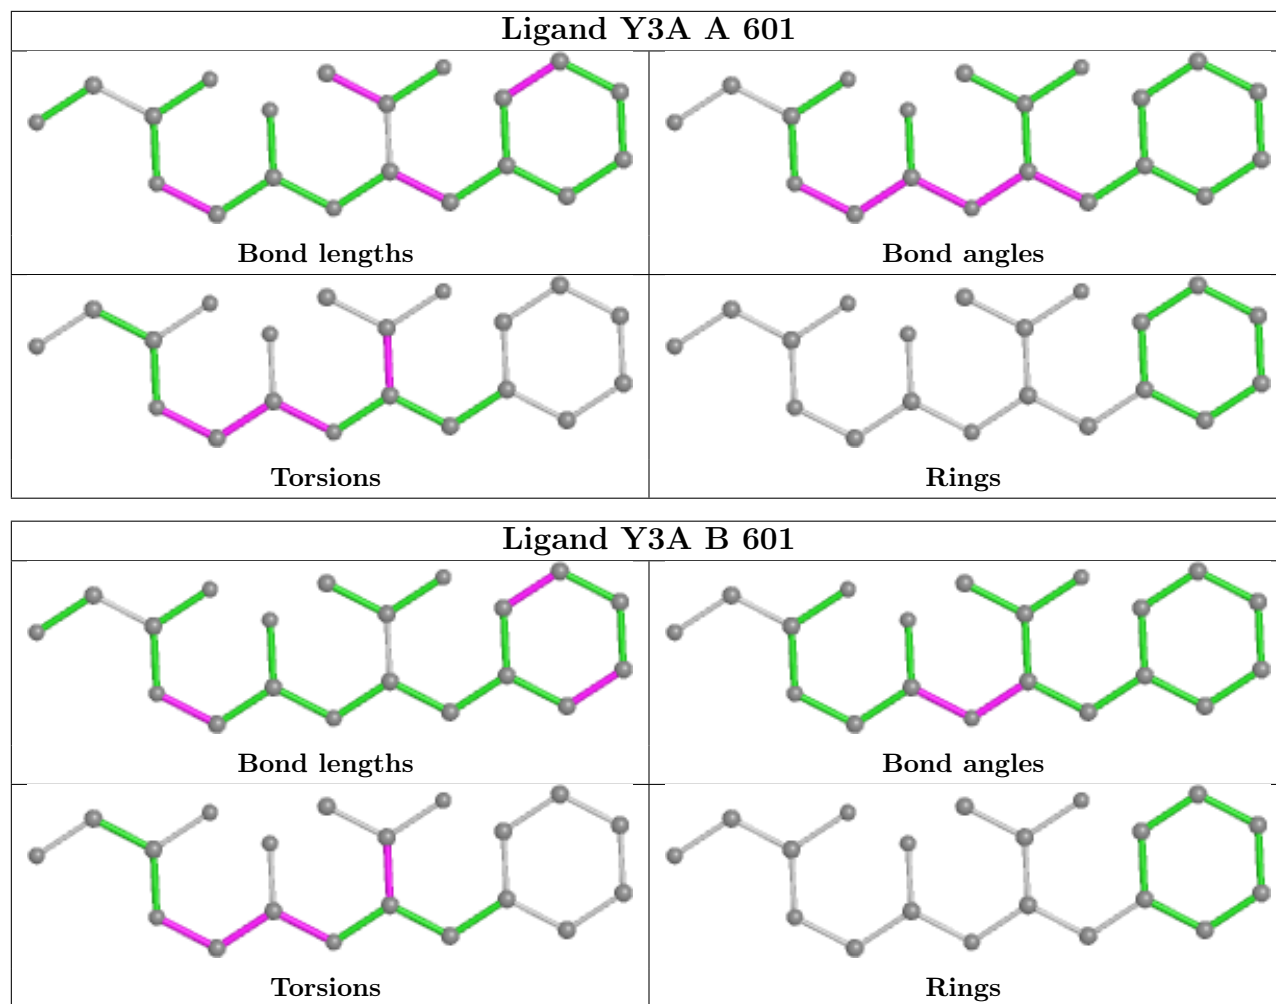 Ligand Y3A A 601
Bond lengths
Bond angles
Torsions
Rings
Ligand Y3A B 601
Bond lengths
Bond angles
Torsions
Rings